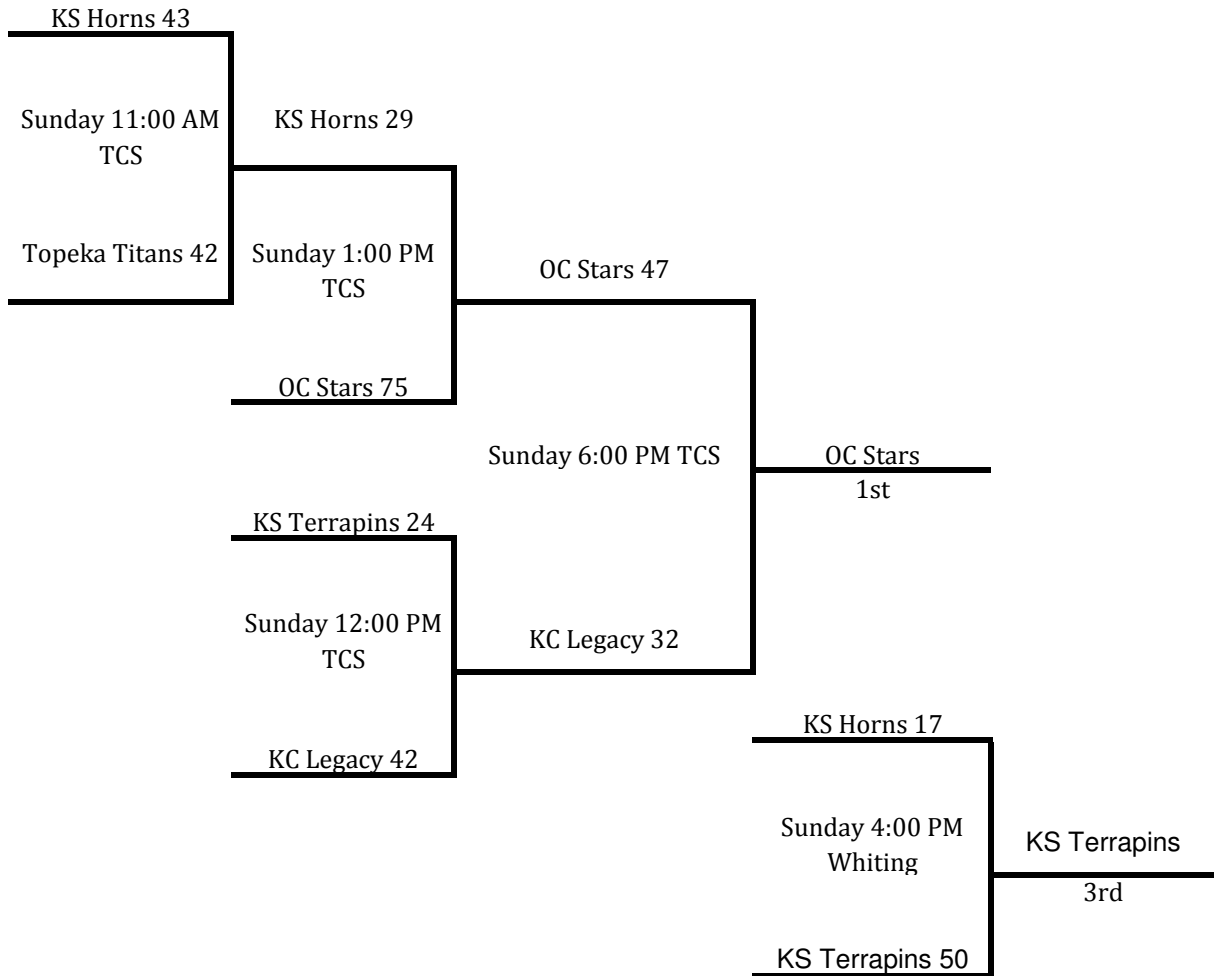 KS Horns 43
Sunday 11:00 AM
TCS
KS Horns 29
Topeka Titans 42
Sunday 1:00 PM
TCS
OC Stars 47
OC Stars 75
Sunday 6:00 PM TCS
OC Stars
1st
KS Terrapins 24
Sunday 12:00 PM
TCS
KC Legacy 32
KC Legacy 42
KS Horns 17
Sunday 4:00 PM
Whiting
KS Terrapins
3rd
KS Terrapins 50